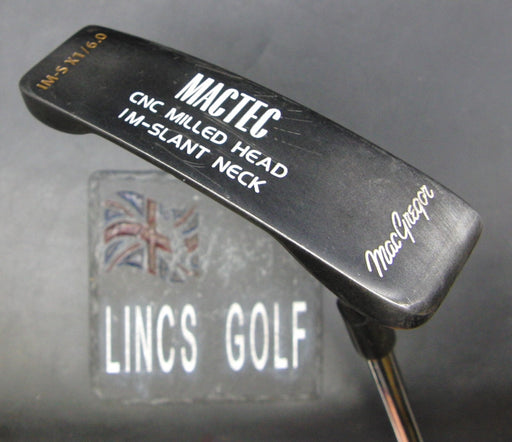 IM-S X1/6.0
MACTEC
CNC MILLED HEAD
IM-SLANT NECK
MacGregor
LINCS GOLF